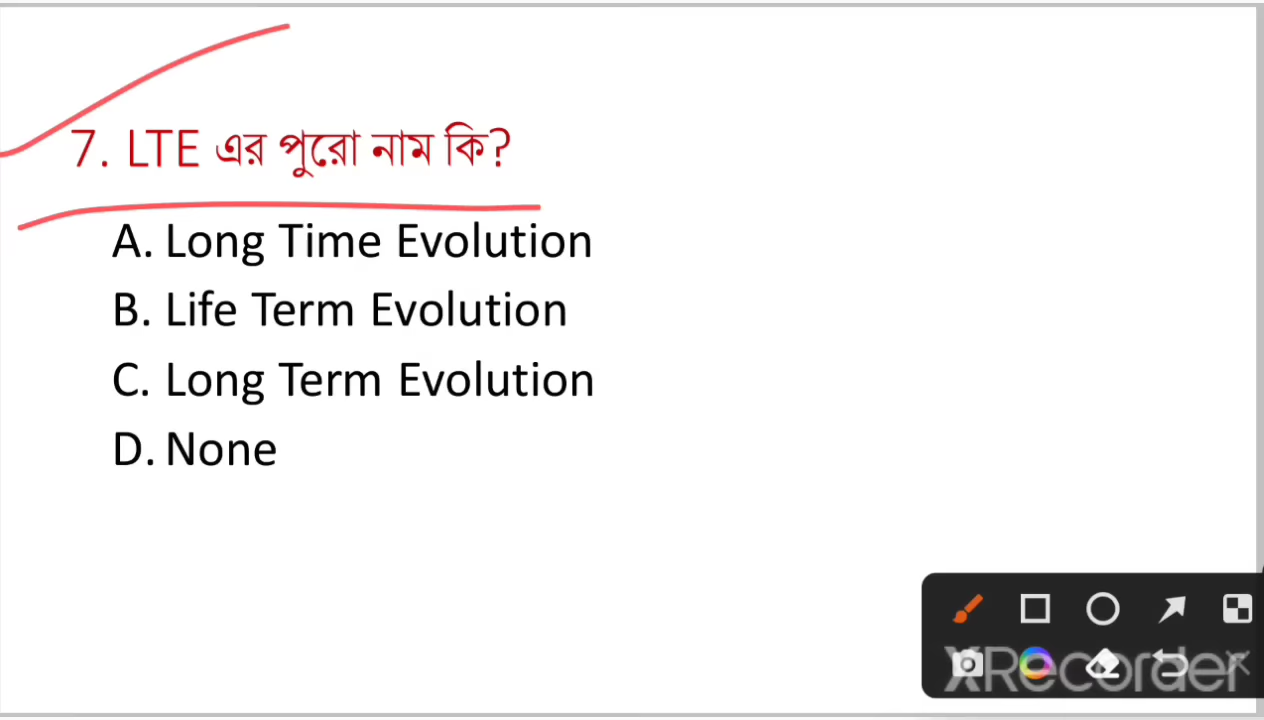 7. LTE এর পুরো নাম কি?
A. Long Time Evolution
B. Life Term Evolution
C. Long Term Evolution
D. None
XRecorder